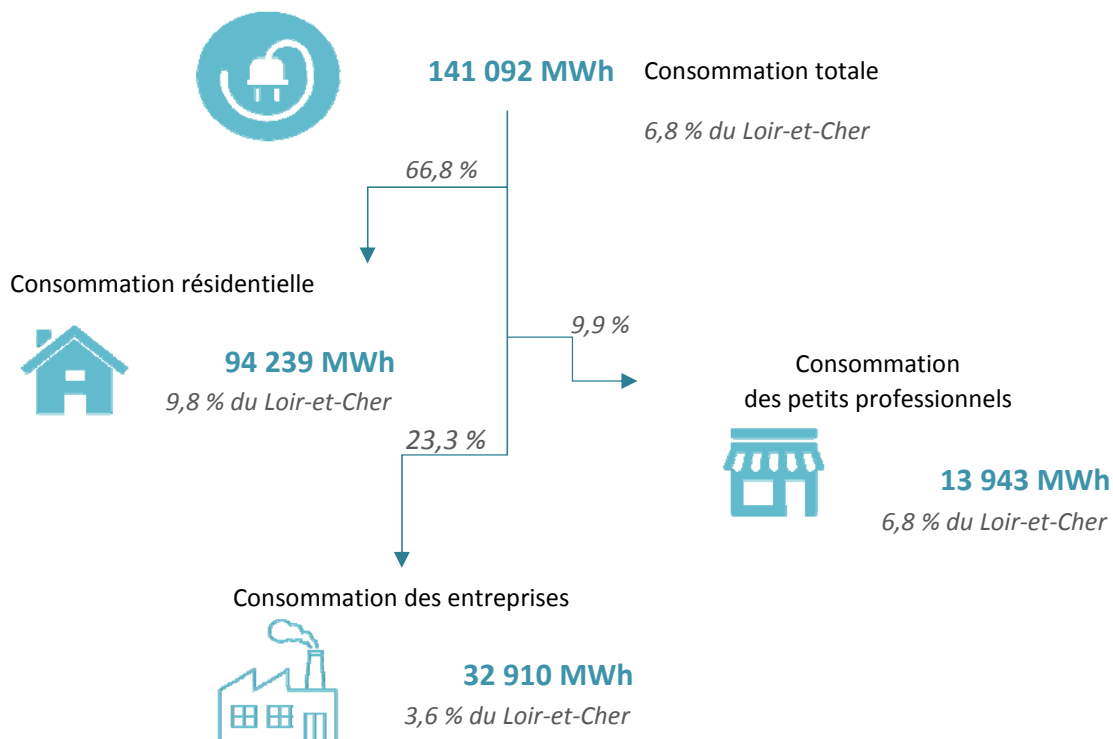 141 092 MWh
Consommation totale
6,8 % du Loir-et-Cher
66,8 %
Consommation résidentielle
94 239 MWh
9,8 % du Loir-et-Cher
9,9 %
Consommation
des petits professionnels
13 943 MWh
6,8 % du Loir-et-Cher
23,3 %
Consommation des entreprises
32 910 MWh
3,6 % du Loir-et-Cher